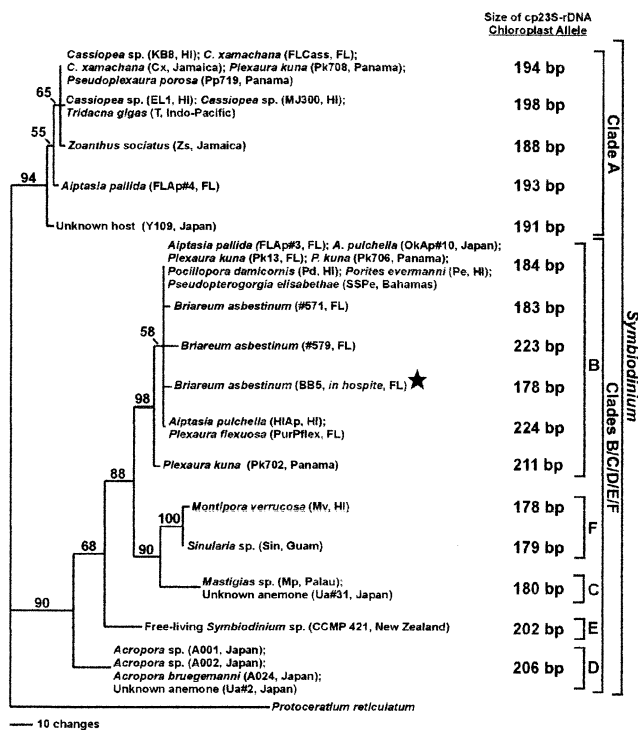 Size of cp23S-rDNA
Chloroplast Allele
Cassiopea sp. (KB8, HI); C. xamachana (FLCass, FL);
C. xamachana (Cx, Jamaica); Plexaura kuna (Pk708, Panama);
Pseudoplexaura porosa (Pp719, Panama)
194 bp
65
Cassiopea sp. (EL1, HI); Cassiopea sp. (MJ300, HI);
Tridacna gigas (T, Indo-Pacific)
198 bp
55
Zoanthus sociatus (Zs, Jamaica)
188 bp
94
Aiptasia pallida (FLAp#4, FL)
193 bp
Unknown host (Y109, Japan)
191 bp
Clade A
Aiptasia pallida (FLAp#3, FL); A. pulchella (OkAp#10, Japan);
Plexaura kuna (Pk13, FL); P. kuna (Pk706, Panama);
Pocillopora damicornis (Pd, HI); Porites evermanni (Pe, HI);
Pseudopterogorgia elisabethae (SSPe, Bahamas)
184 bp
Briareum asbestinum (#571, FL)
183 bp
58
Briareum asbestinum (#579, FL)
223 bp
Briareum asbestinum (BB5, in hospite, FL)
178 bp
B
98
Aiptasia pulchella (HIAp, HI);
Plexaura flexuosa (PurPflex, FL)
224 bp
Plexaura kuna (Pk702, Panama)
211 bp
88
Montipora verrucosa (Mv, HI)
178 bp
100
F
Sinularia sp. (Sin, Guam)
179 bp
90
Mastigias sp. (Mp, Palau);
Unknown anemone (Ua#31, Japan)
180 bp
C
68
Free-living Symbiodinium sp. (CCMP 421, New Zealand)
202 bp
E
90
Acropora sp. (A001, Japan);
Acropora sp. (A002, Japan);
Acropora bruegemanni (A024, Japan);
Unknown anemone (Ua#2, Japan)
206 bp
D
Clades B/C/D/E/F
Symbiodinium
Protoceratium reticulatum
10 changes